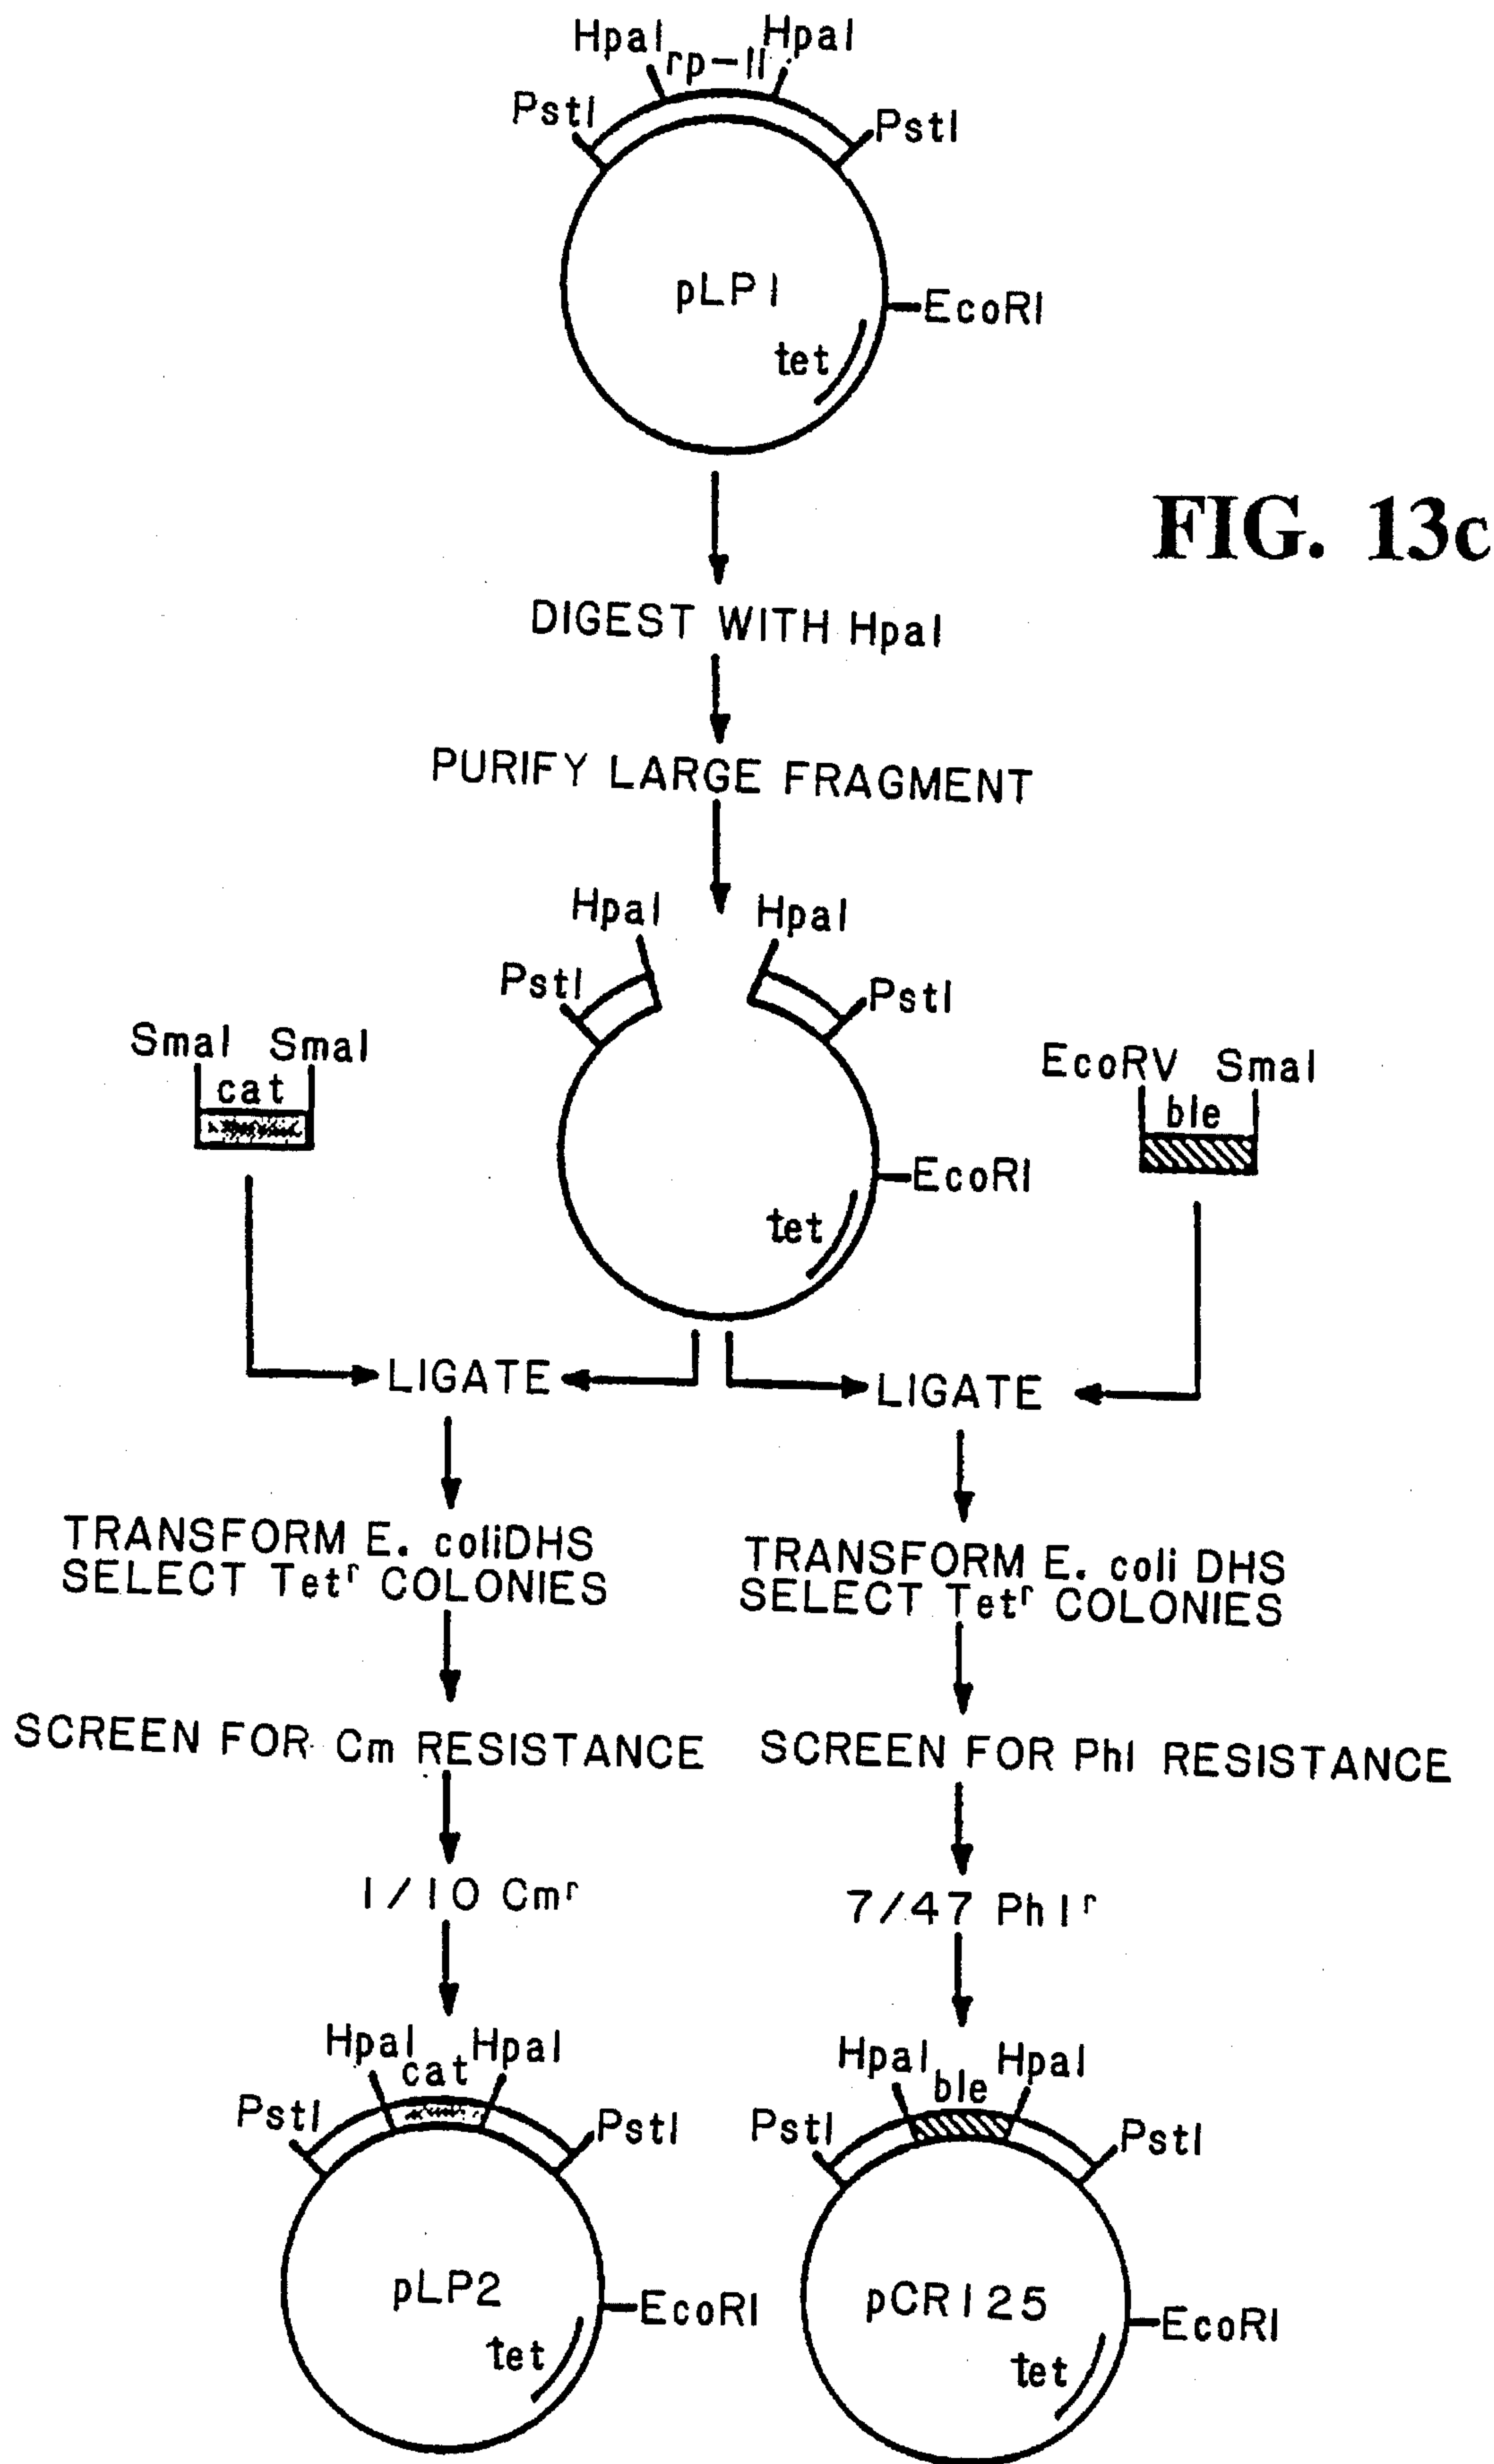 HpaI rp-II HpaI
PstI PstI
pLP1
EcoRI
tet
FIG. 13c
DIGEST WITH HpaI
PURIFY LARGE FRAGMENT
HpaI HpaI
PstI PstI
SmaI SmaI
cat
EcoRV SmaI
ble
EcoRI
tet
LIGATE LIGATE
TRANSFORM E. coliDHS
SELECT Tetʳ COLONIES
TRANSFORM E. coli DHS
SELECT Tetʳ COLONIES
SCREEN FOR Cm RESISTANCE
SCREEN FOR Phl RESISTANCE
1/10 Cmʳ
7/47 Phlʳ
HpaI cat HpaI
PstI PstI
pLP2
EcoRI
tet
HpaI ble HpaI
PstI PstI
pCR125
EcoRI
tet